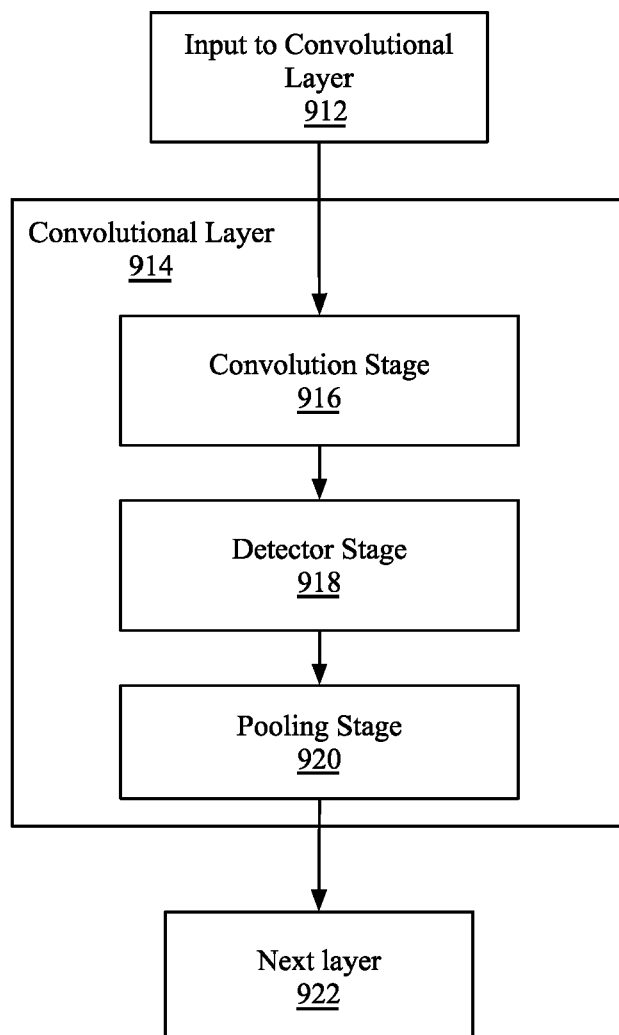 Input to Convolutional
Layer
912
Convolutional Layer
914
Convolution Stage
916
Detector Stage
918
Pooling Stage
920
Next layer
922